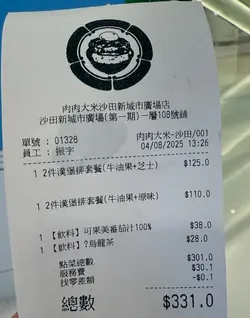 肉肉大米沙田新城市廣場店
沙田新城市廣場(第一期)一層108號舖
單號 : 01328 肉肉大米-沙田/001
員工 : 振宇 04/08/2025 13:26
1 2件漢堡排套餐(牛油果+芝士) $125.0
1 2件漢堡排套餐(牛油果+原味) $110.0
1 【飲料】可果美番茄汁100% $38.0
1 【飲料】?烏龍茶 $28.0
點菜總數 $301.0
服務費 $30.1
找零差額 -$0.1
總數 $331.0